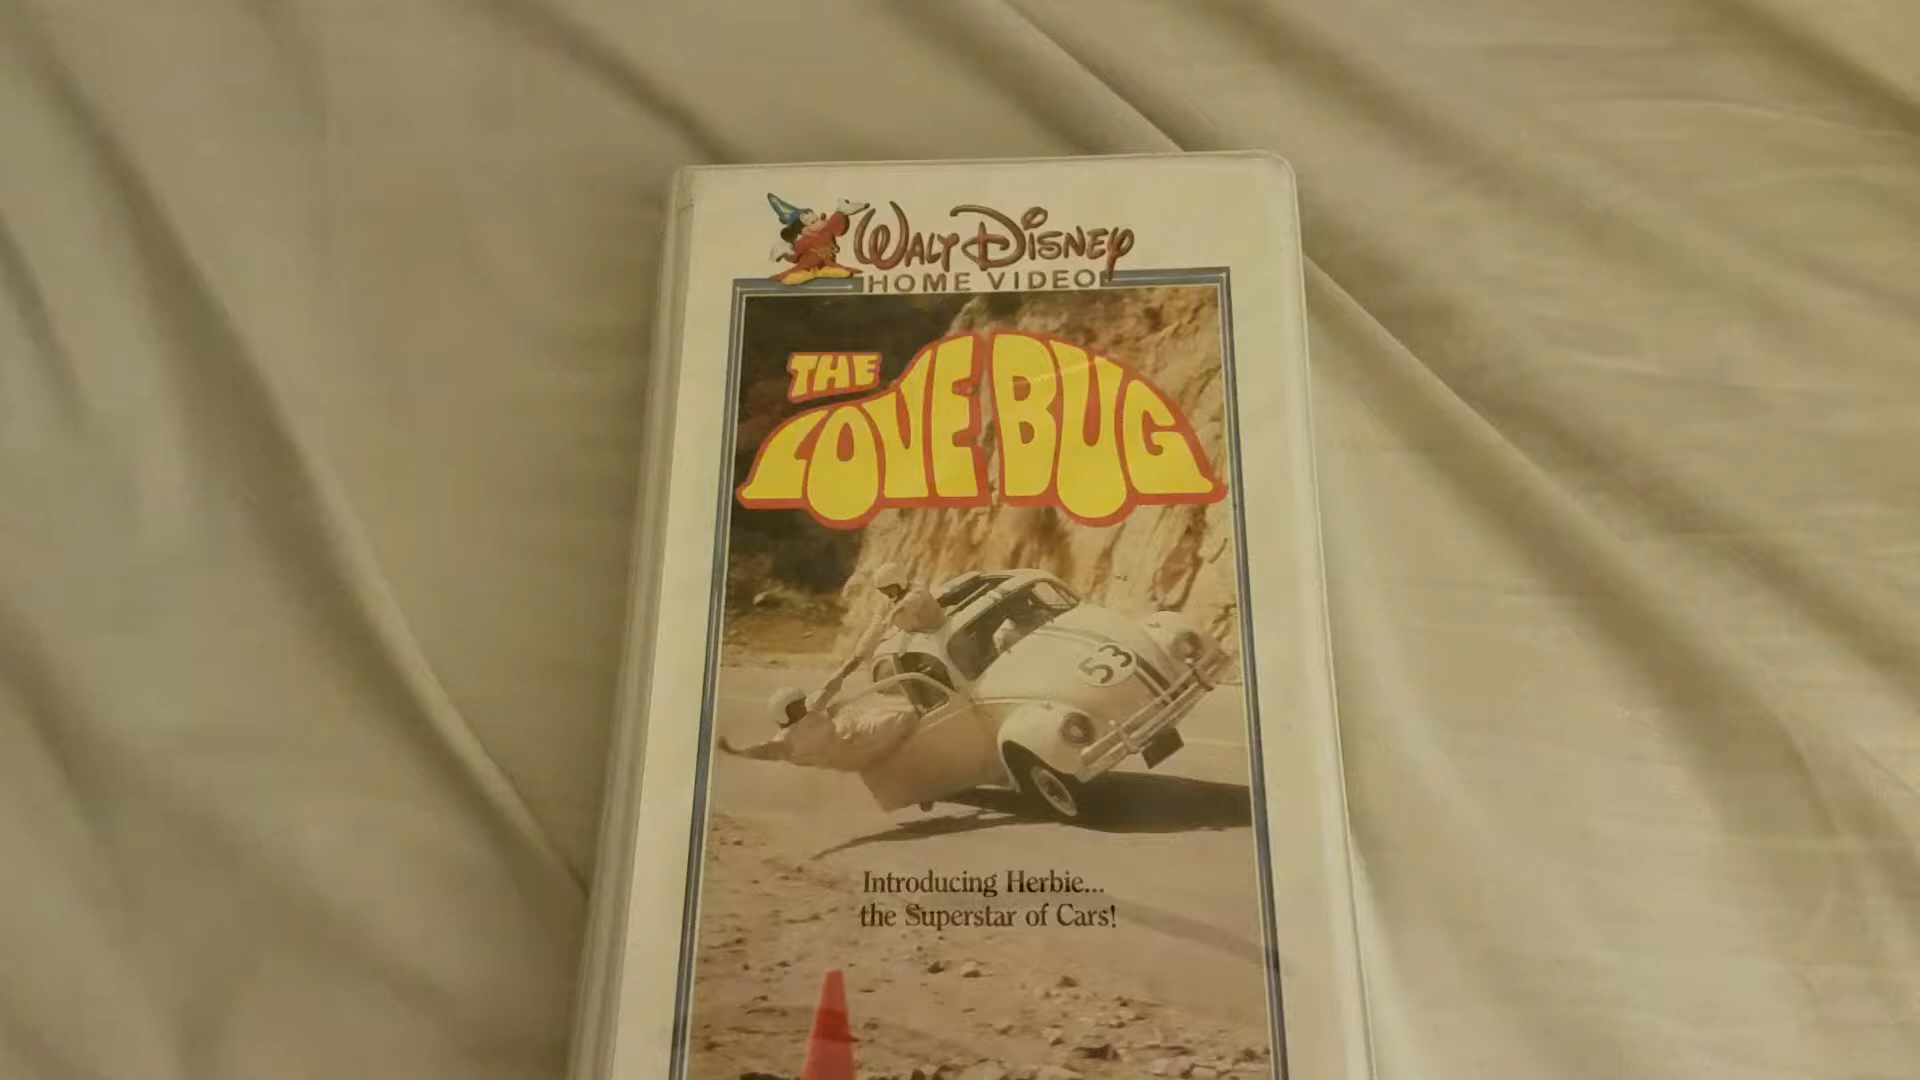 WALT DISNEY
HOME VIDEO
THE
LOVE BUG
53
Introducing Herbie...
the Superstar of Cars!